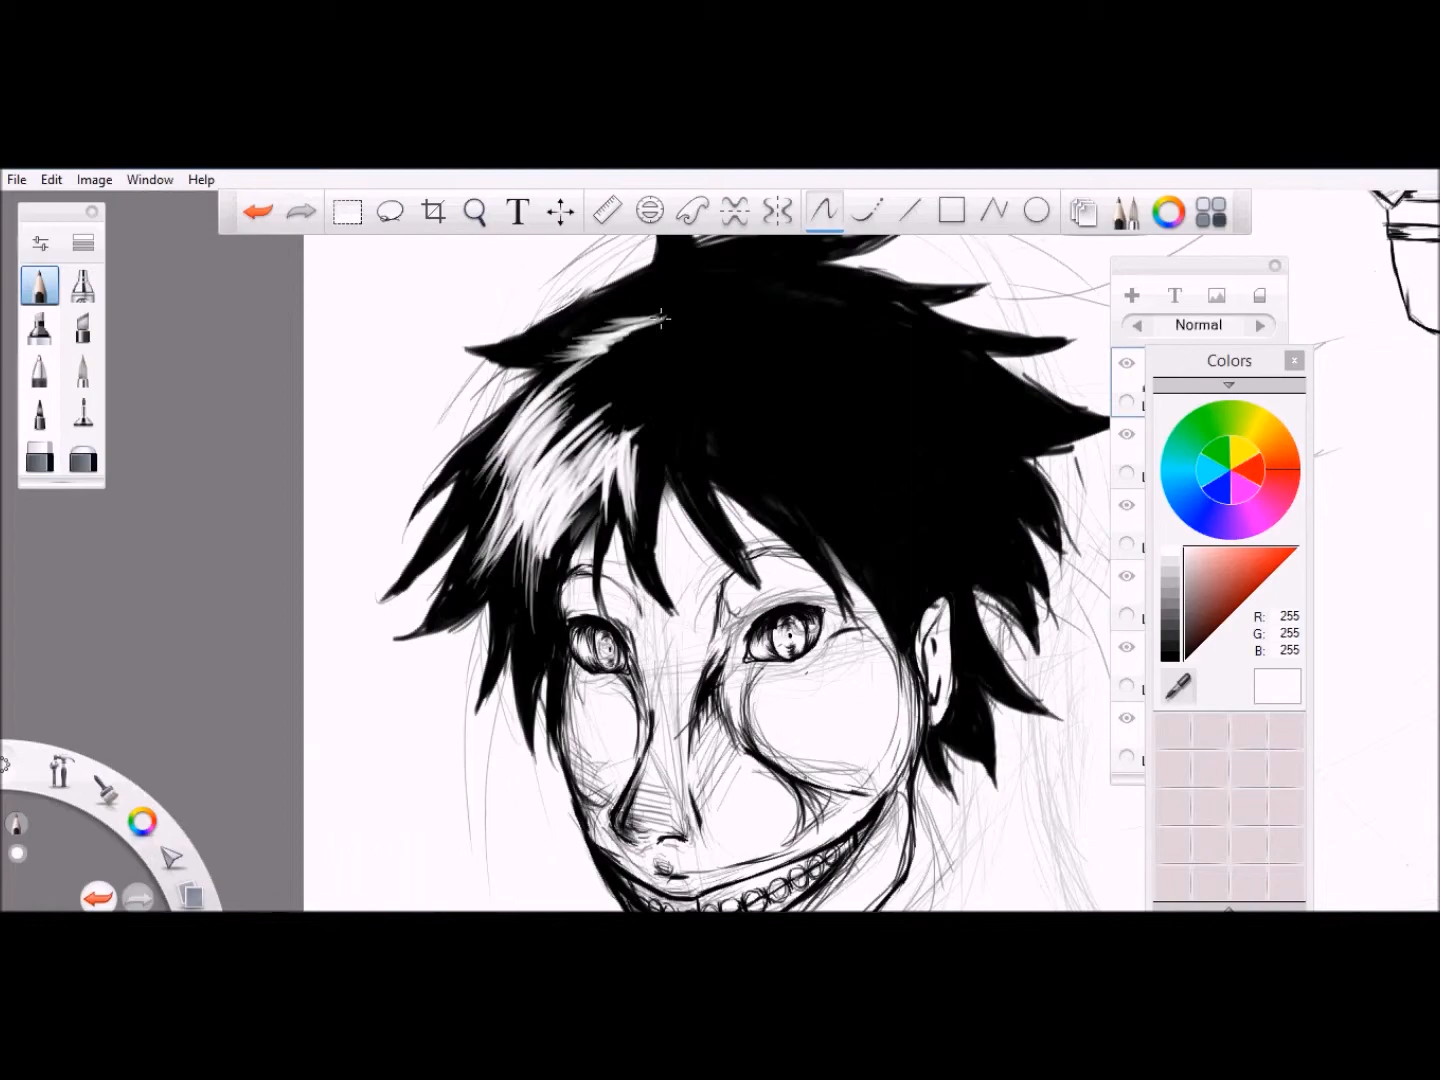 File Edit Image Window Help
T
T
Normal
Colors
R: 255
G: 255
B: 255